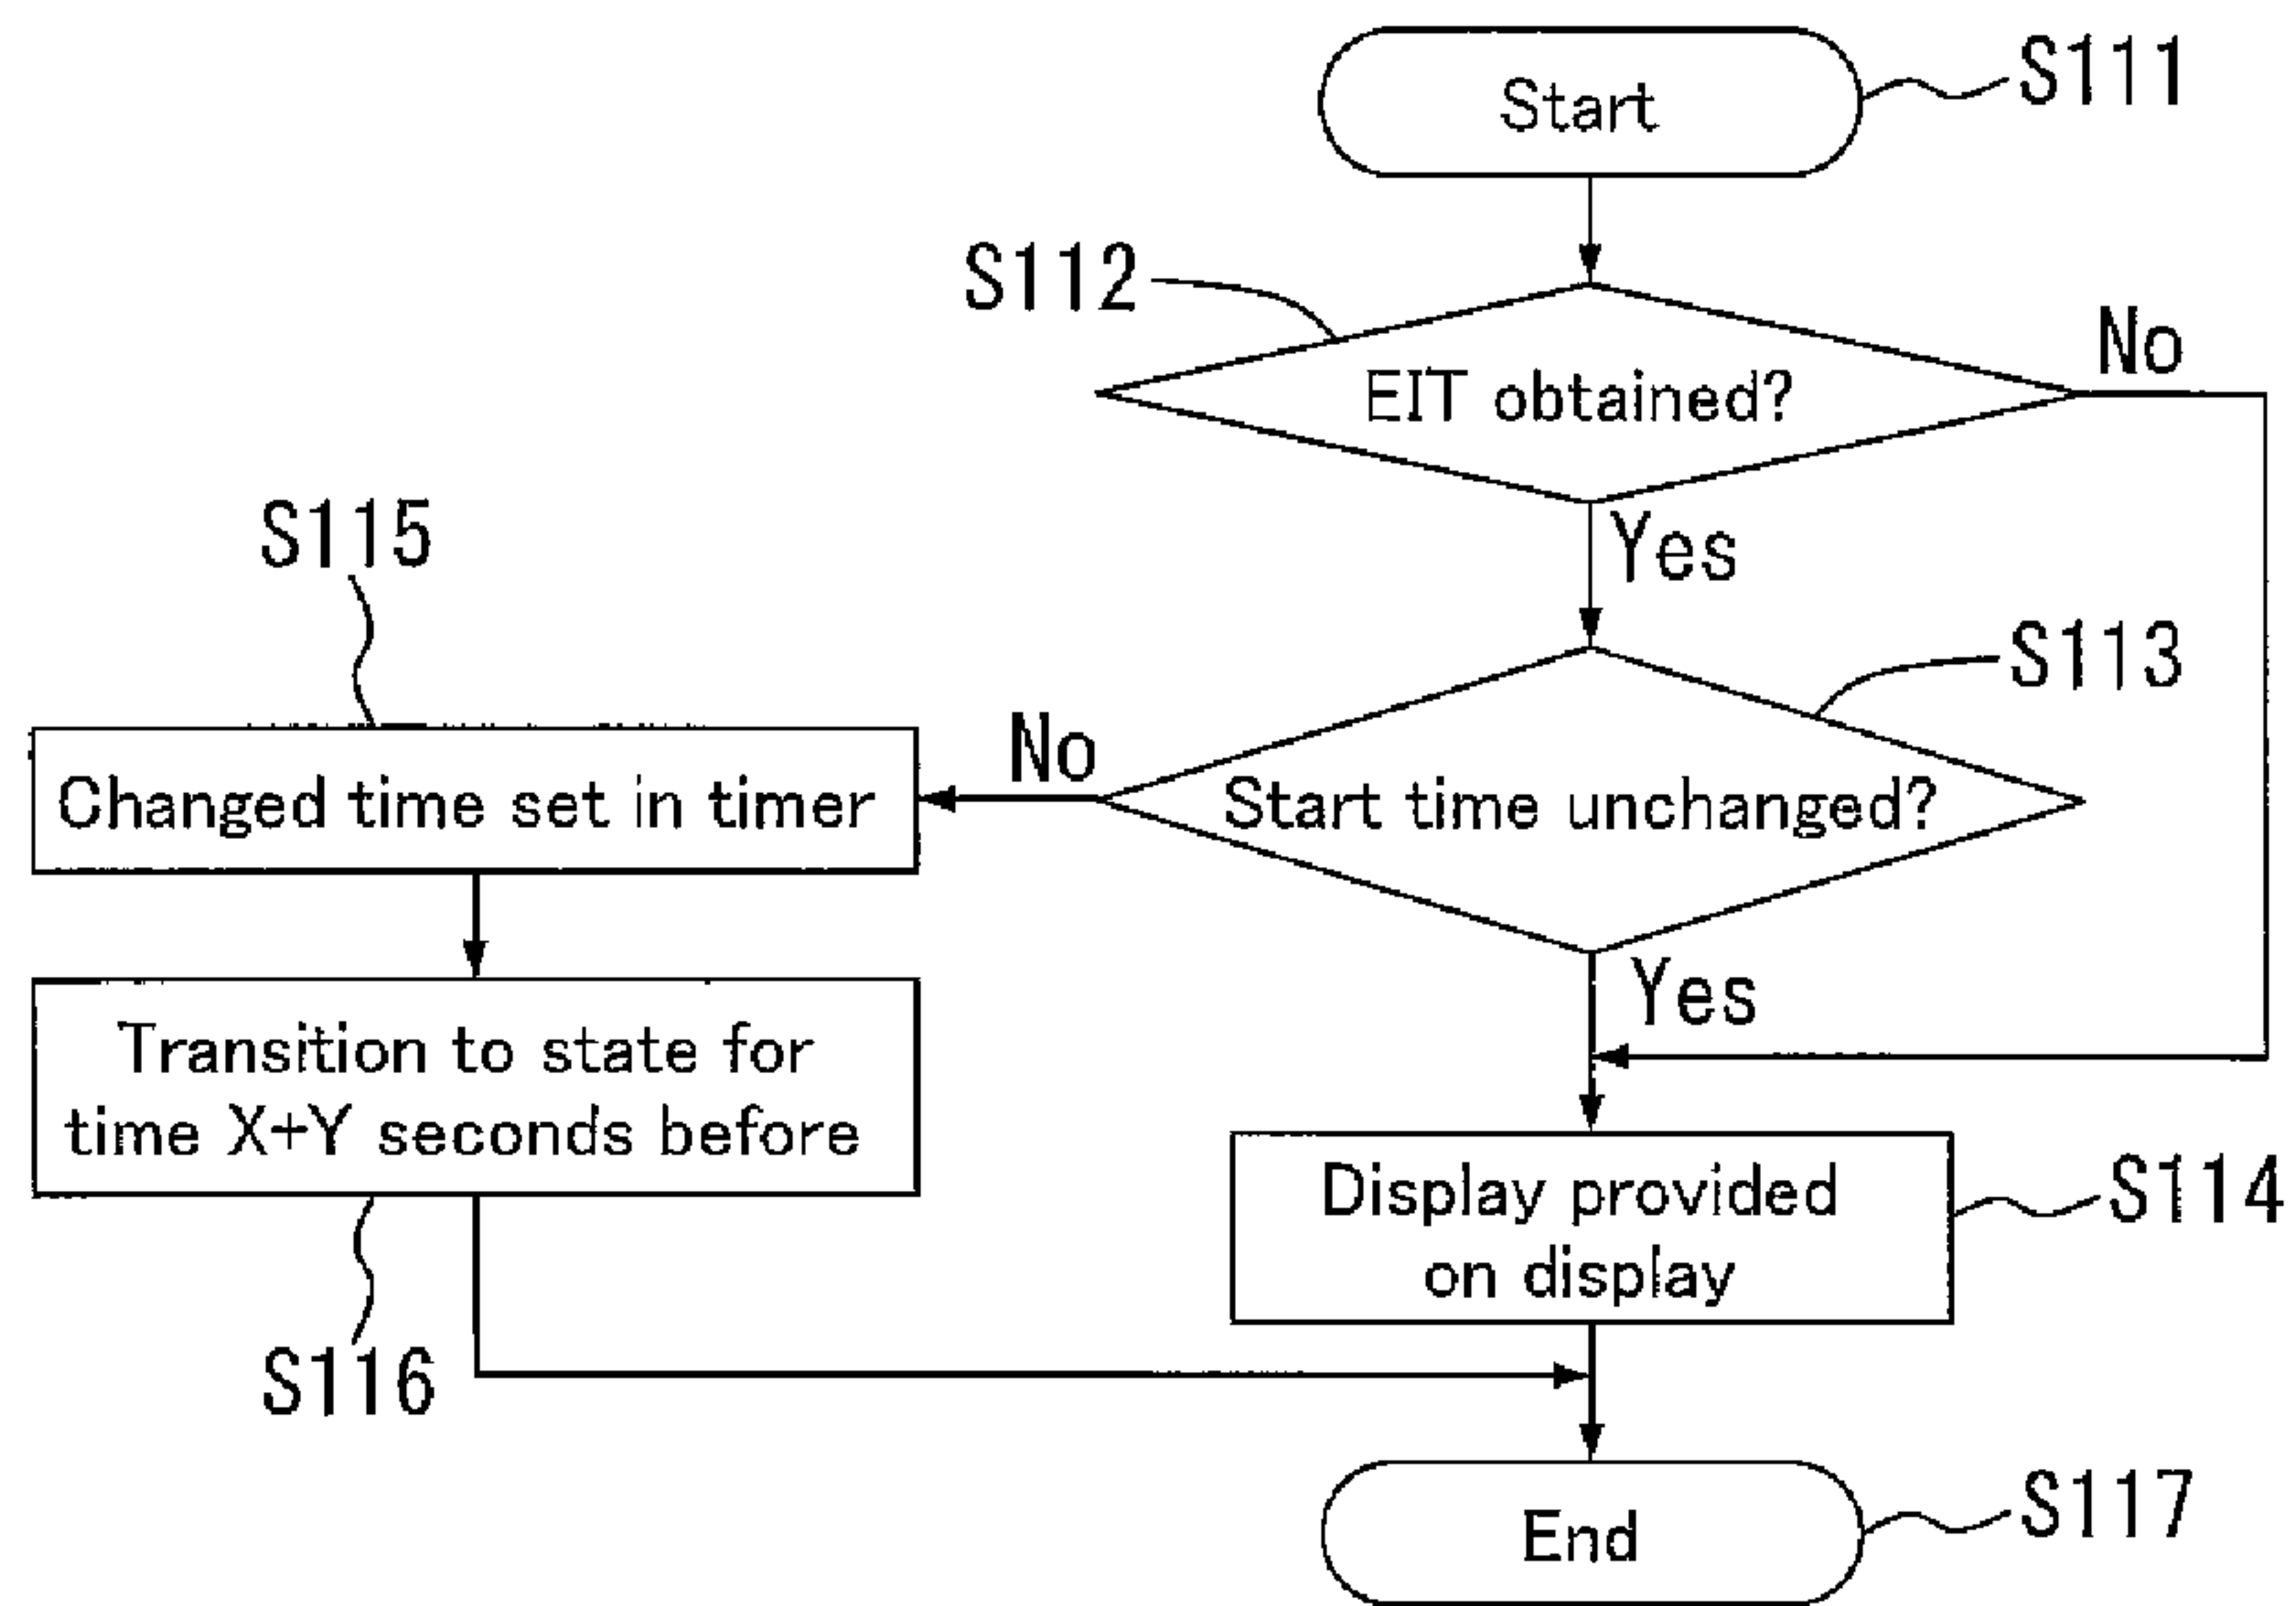 Start
S111
S112
EIT obtained?
No
Yes
S115
S113
Changed time set in timer
No
Start time unchanged?
Yes
Transition to state for
time X+Y seconds before
S116
Display provided
on display
S114
End
S117